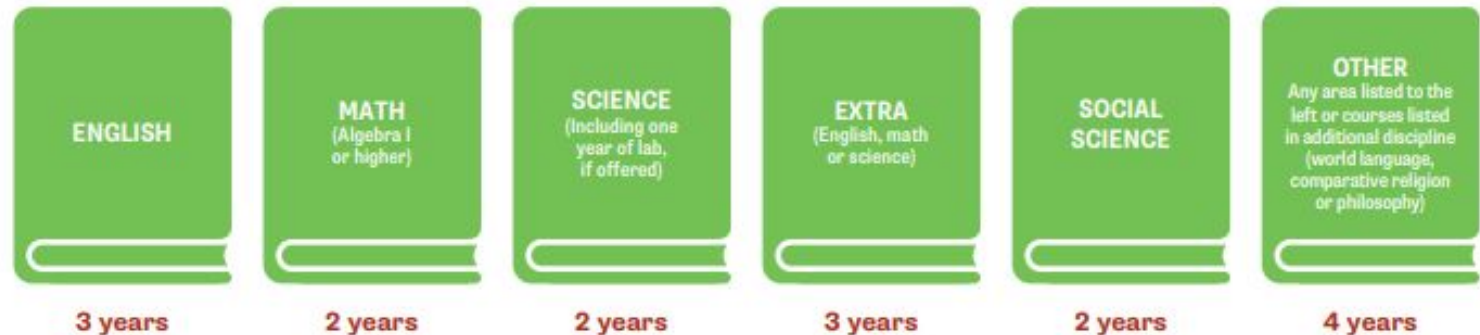 ENGLISH
MATH
(Algebra I
or higher)
SCIENCE
(Including one
year of lab,
if offered)
EXTRA
(English, math
or science)
SOCIAL
SCIENCE
OTHER
Any area listed to the
left or courses listed
in additional discipline
(world language,
comparative religion
or philosophy)
3 years
2 years
2 years
3 years
2 years
4 years